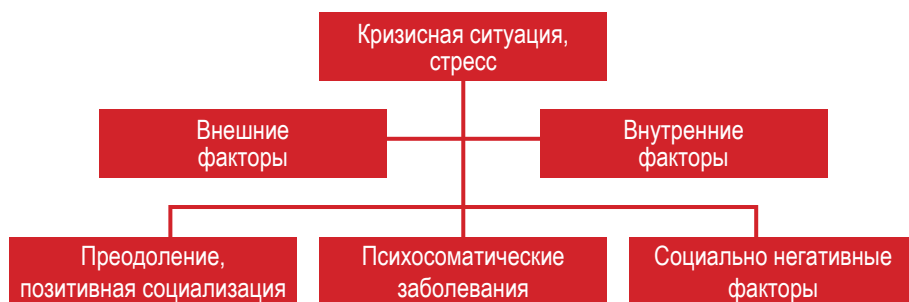 Кризисная ситуация,
стресс
Внешние
факторы
Внутренние
факторы
Преодоление,
позитивная социализация
Психосоматические
заболевания
Социально негативные
факторы